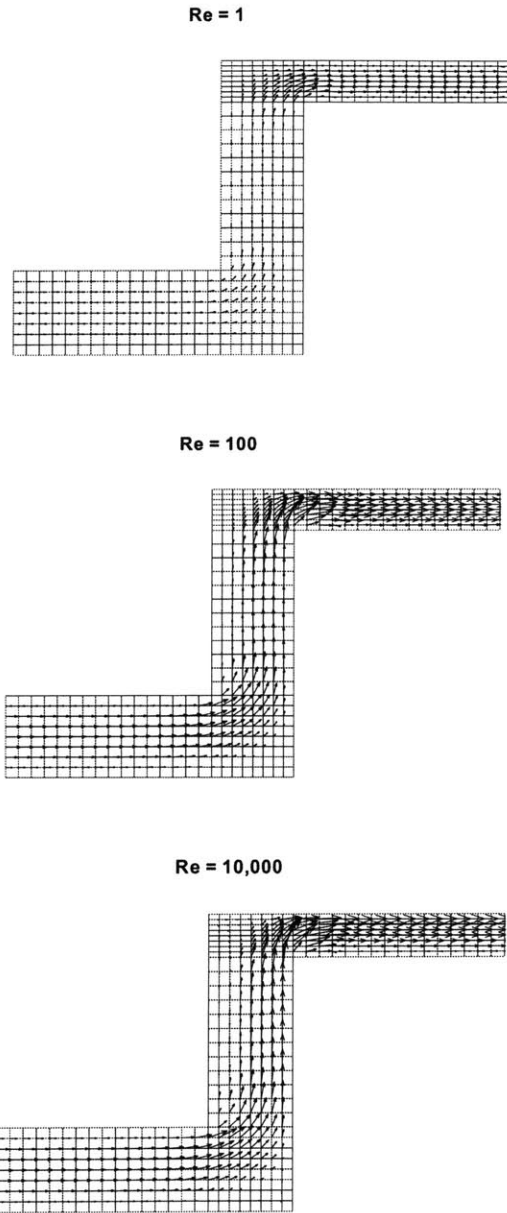 Re = 1
Re = 100
Re = 10,000